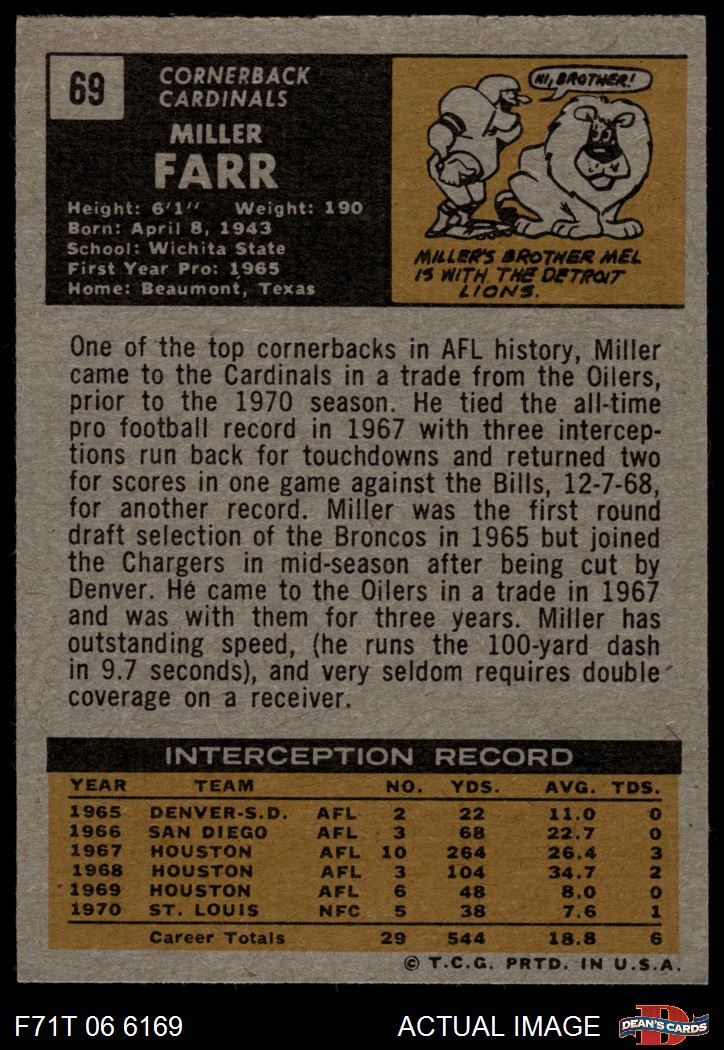 69
CORNERBACK
CARDINALS
MILLER
FARR
Height: 6'1" Weight: 190
Born: April 8, 1943
School: Wichita State
First Year Pro: 1965
Home: Beaumont, Texas
HI, BROTHER!
MILLER'S BROTHER MEL
IS WITH THE DETROIT
LIONS.
One of the top cornerbacks in AFL history, Miller
came to the Cardinals in a trade from the Oilers,
prior to the 1970 season. He tied the all-time
pro football record in 1967 with three intercep-
tions run back for touchdowns and returned two
for scores in one game against the Bills, 12-7-68,
for another record. Miller was the first round
draft selection of the Broncos in 1965 but joined
the Chargers in mid-season after being cut by
Denver. He came to the Oilers in a trade in 1967
and was with them for three years. Miller has
outstanding speed, (he runs the 100-yard dash
in 9.7 seconds), and very seldom requires double
coverage on a receiver.
INTERCEPTION RECORD
YEAR TEAM NO. YDS. AVG. TDS.
1965 DENVER-S.D. AFL 2 22 11.0 0
1966 SAN DIEGO AFL 3 68 22.7 0
1967 HOUSTON AFL 10 264 26.4 3
1968 HOUSTON AFL 3 104 34.7 2
1969 HOUSTON AFL 6 48 8.0 0
1970 ST. LOUIS NFC 5 38 7.6 1
Career Totals 29 544 18.8 6
© T.C.G. PRTD. IN U.S.A.
F71T 06 6169 ACTUAL IMAGE D DEAN'S CARDS